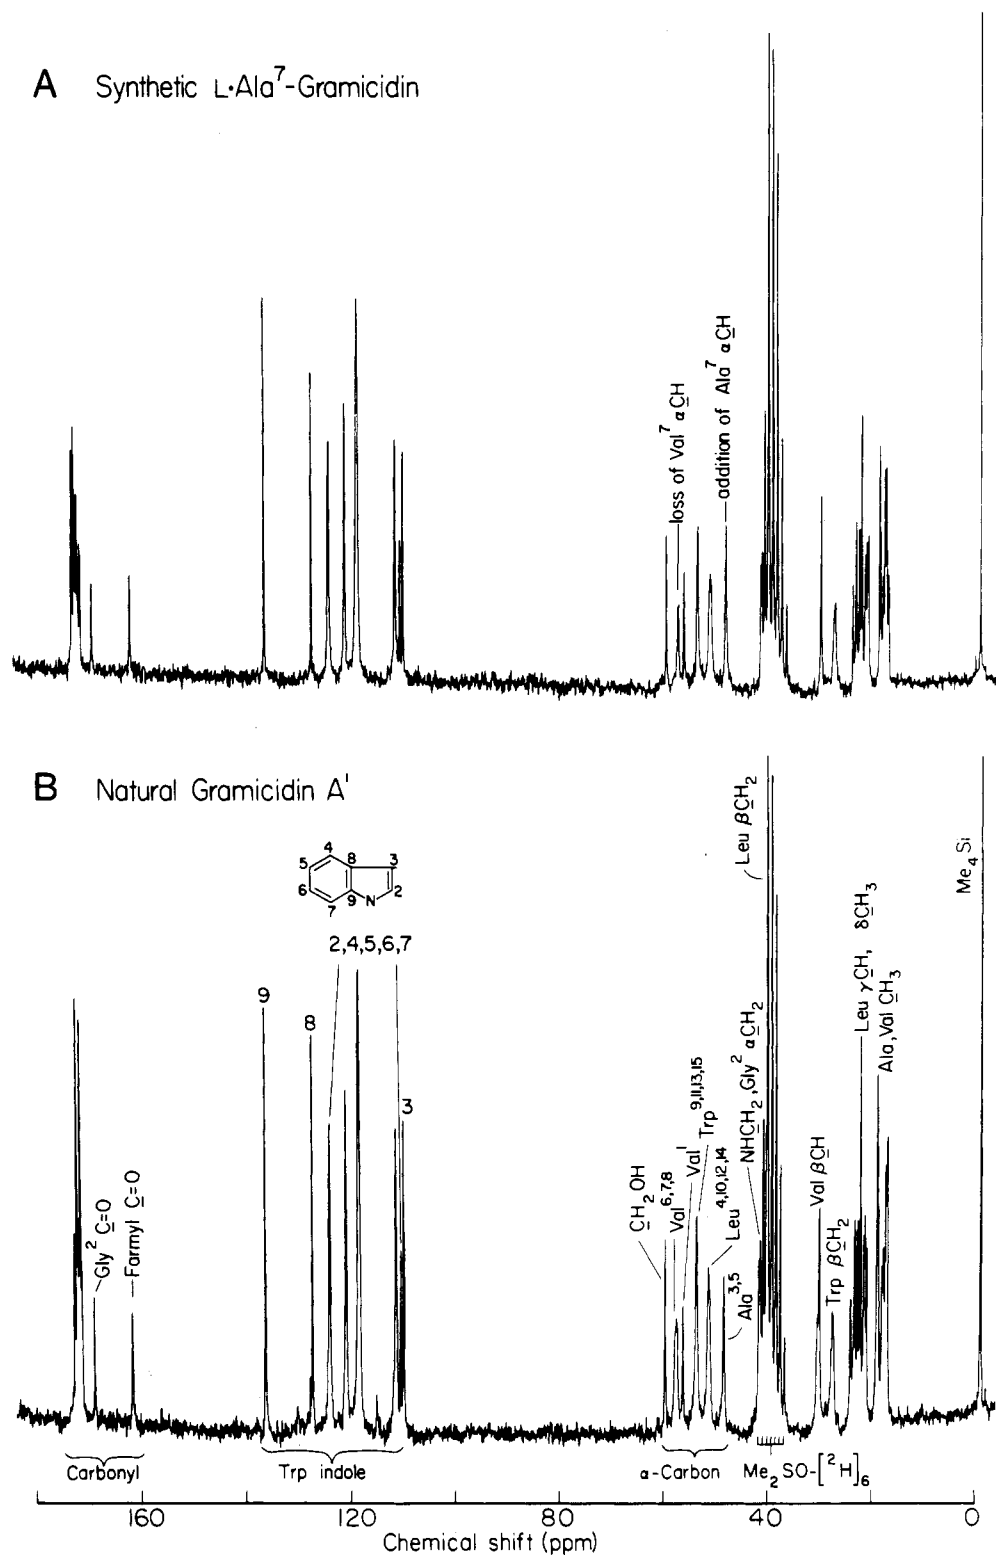 A Synthetic L·Ala⁷-Gramicidin
loss of Val⁷ αCH
addition of Ala⁷ αCH
B Natural Gramicidin A'
4
5
8
3
6
9
N
2
7
2,4,5,6,7
9
8
3
Gly² C=O
Formyl C=O
CH₂OH
Val⁶,⁷,⁸
Val¹
Trp⁹,¹¹,¹³,¹⁵
Leu⁴,¹⁰,¹²,¹⁴
Ala³,⁵
NHCH₂, Gly² αCH₂
Leu βCH₂
Val βCH
Trp βCH₂
Leu γCH, δCH₃
Ala, Val CH₃
Me₄Si
Carbonyl
Trp indole
α-Carbon
Me₂SO-[²H]₆
160
120
80
40
0
Chemical shift (ppm)